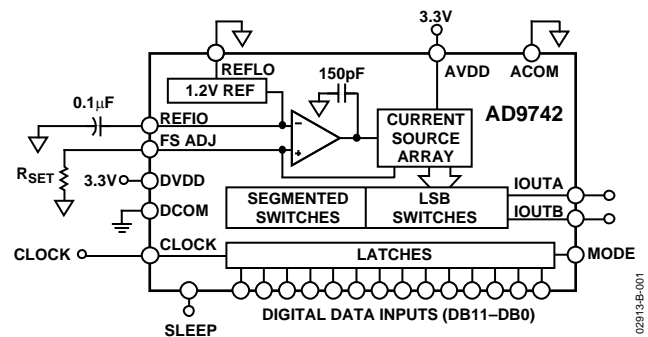 3.3V
REFLO
150pF
AVDD
ACOM
1.2V REF
AD9742
0.1μF
REFIO
–
CURRENT
SOURCE
ARRAY
FS ADJ
+
RSET
3.3V
DVDD
IOUTA
SEGMENTED
SWITCHES
LSB
SWITCHES
DCOM
IOUTB
CLOCK
CLOCK
LATCHES
MODE
DIGITAL DATA INPUTS (DB11–DB0)
SLEEP
02913-B-001